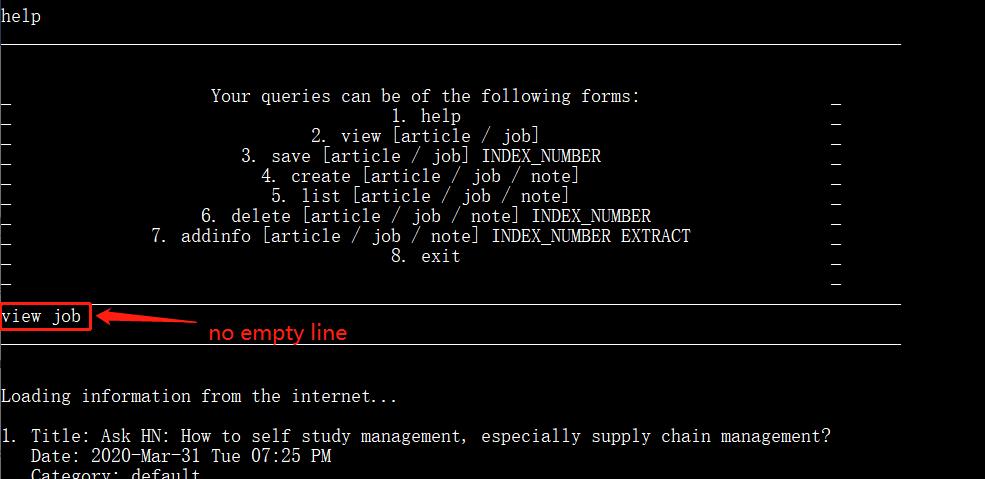 help
Your queries can be of the following forms:
1. help
2. view [article / job]
3. save [article / job] INDEX_NUMBER
4. create [article / job / note]
5. list [article / job / note]
6. delete [article / job / note] INDEX_NUMBER
7. addinfo [article / job / note] INDEX_NUMBER EXTRACT
8. exit
view job
no empty line
Loading information from the internet...
1. Title: Ask HN: How to self study management, especially supply chain management?
Date: 2020-Mar-31 Tue 07:25 PM
Category: default